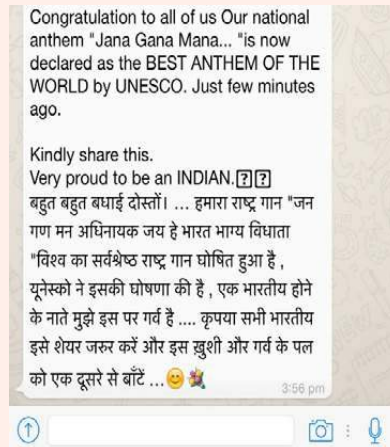 Congratulation to all of us Our national
anthem "Jana Gana Mana... "is now
declared as the BEST ANTHEM OF THE
WORLD by UNESCO. Just few minutes
ago.

Kindly share this.
Very proud to be an INDIAN.
बहुत बहुत बधाई दोस्तों। ... हमारा राष्ट्र गान "जन
गण मन अधिनायक जय हे भारत भाग्य विधाता
"विश्व का सर्वश्रेष्ठ राष्ट्र गान घोषित हुआ है ,
यूनेस्को ने इसकी घोषणा की है , एक भारतीय होने
के नाते मुझे इस पर गर्व है .... कृपया सभी भारतीय
इसे शेयर जरुर करें और इस ख़ुशी और गर्व के पल
को एक दूसरे से बाँटें ...😊💐
3:56 pm